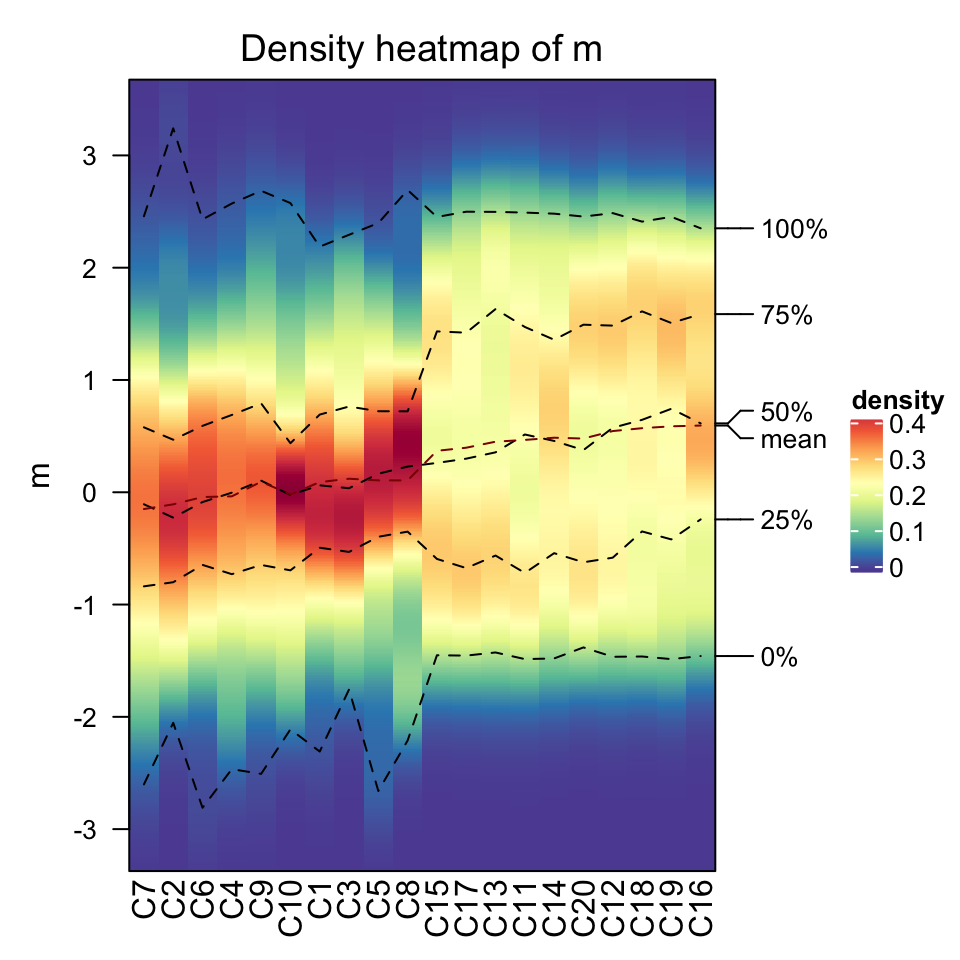 Density heatmap of m
3
2
1
0
-1
-2
-3
m
100%
75%
50%
mean
25%
0%
density
0.4
0.3
0.2
0.1
0
C7
C2
C6
C4
C9
C10
C1
C3
C5
C8
C15
C17
C13
C11
C14
C20
C12
C18
C19
C16